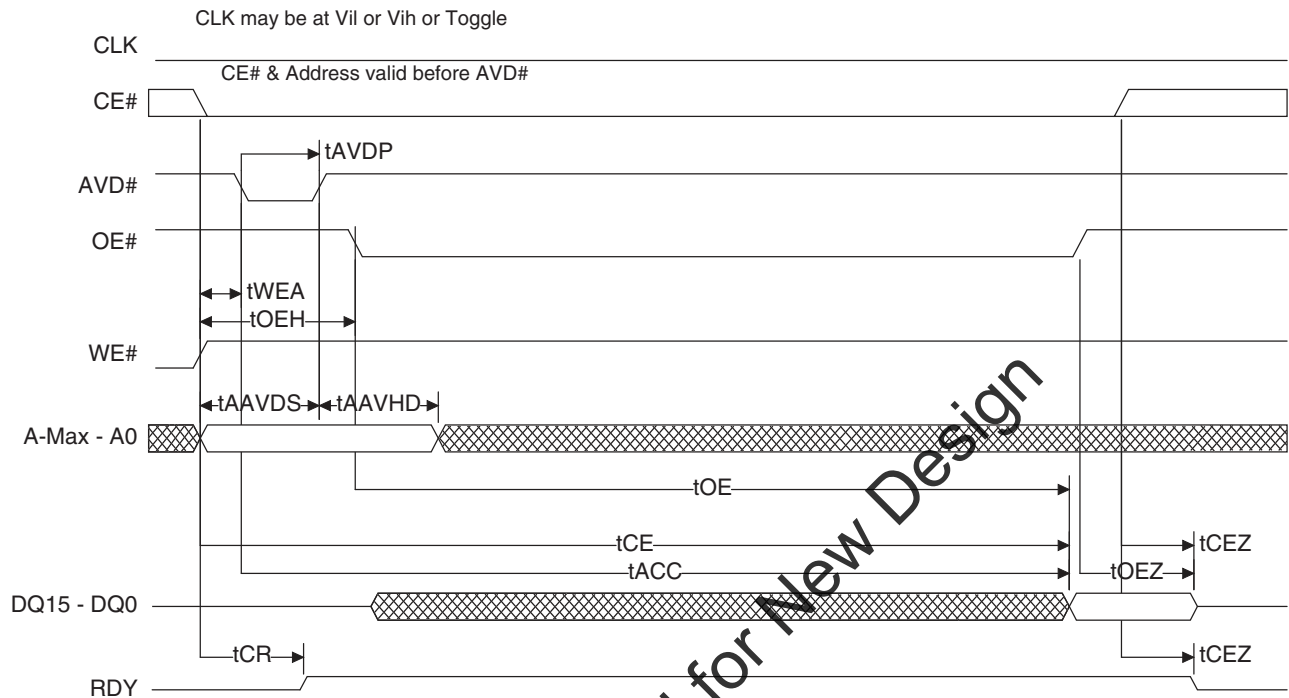 CLK may be at Vil or Vih or Toggle
CLK
CE# & Address valid before AVD#
CE#
tAVDP
AVD#
OE#
tWEA
tOEH
WE#
tAAVDS
tAAVHD
A-Max - A0
tOE
tCE
tCEZ
tACC
tOEZ
DQ15 - DQ0
tCR
tCEZ
RDY
for New Design